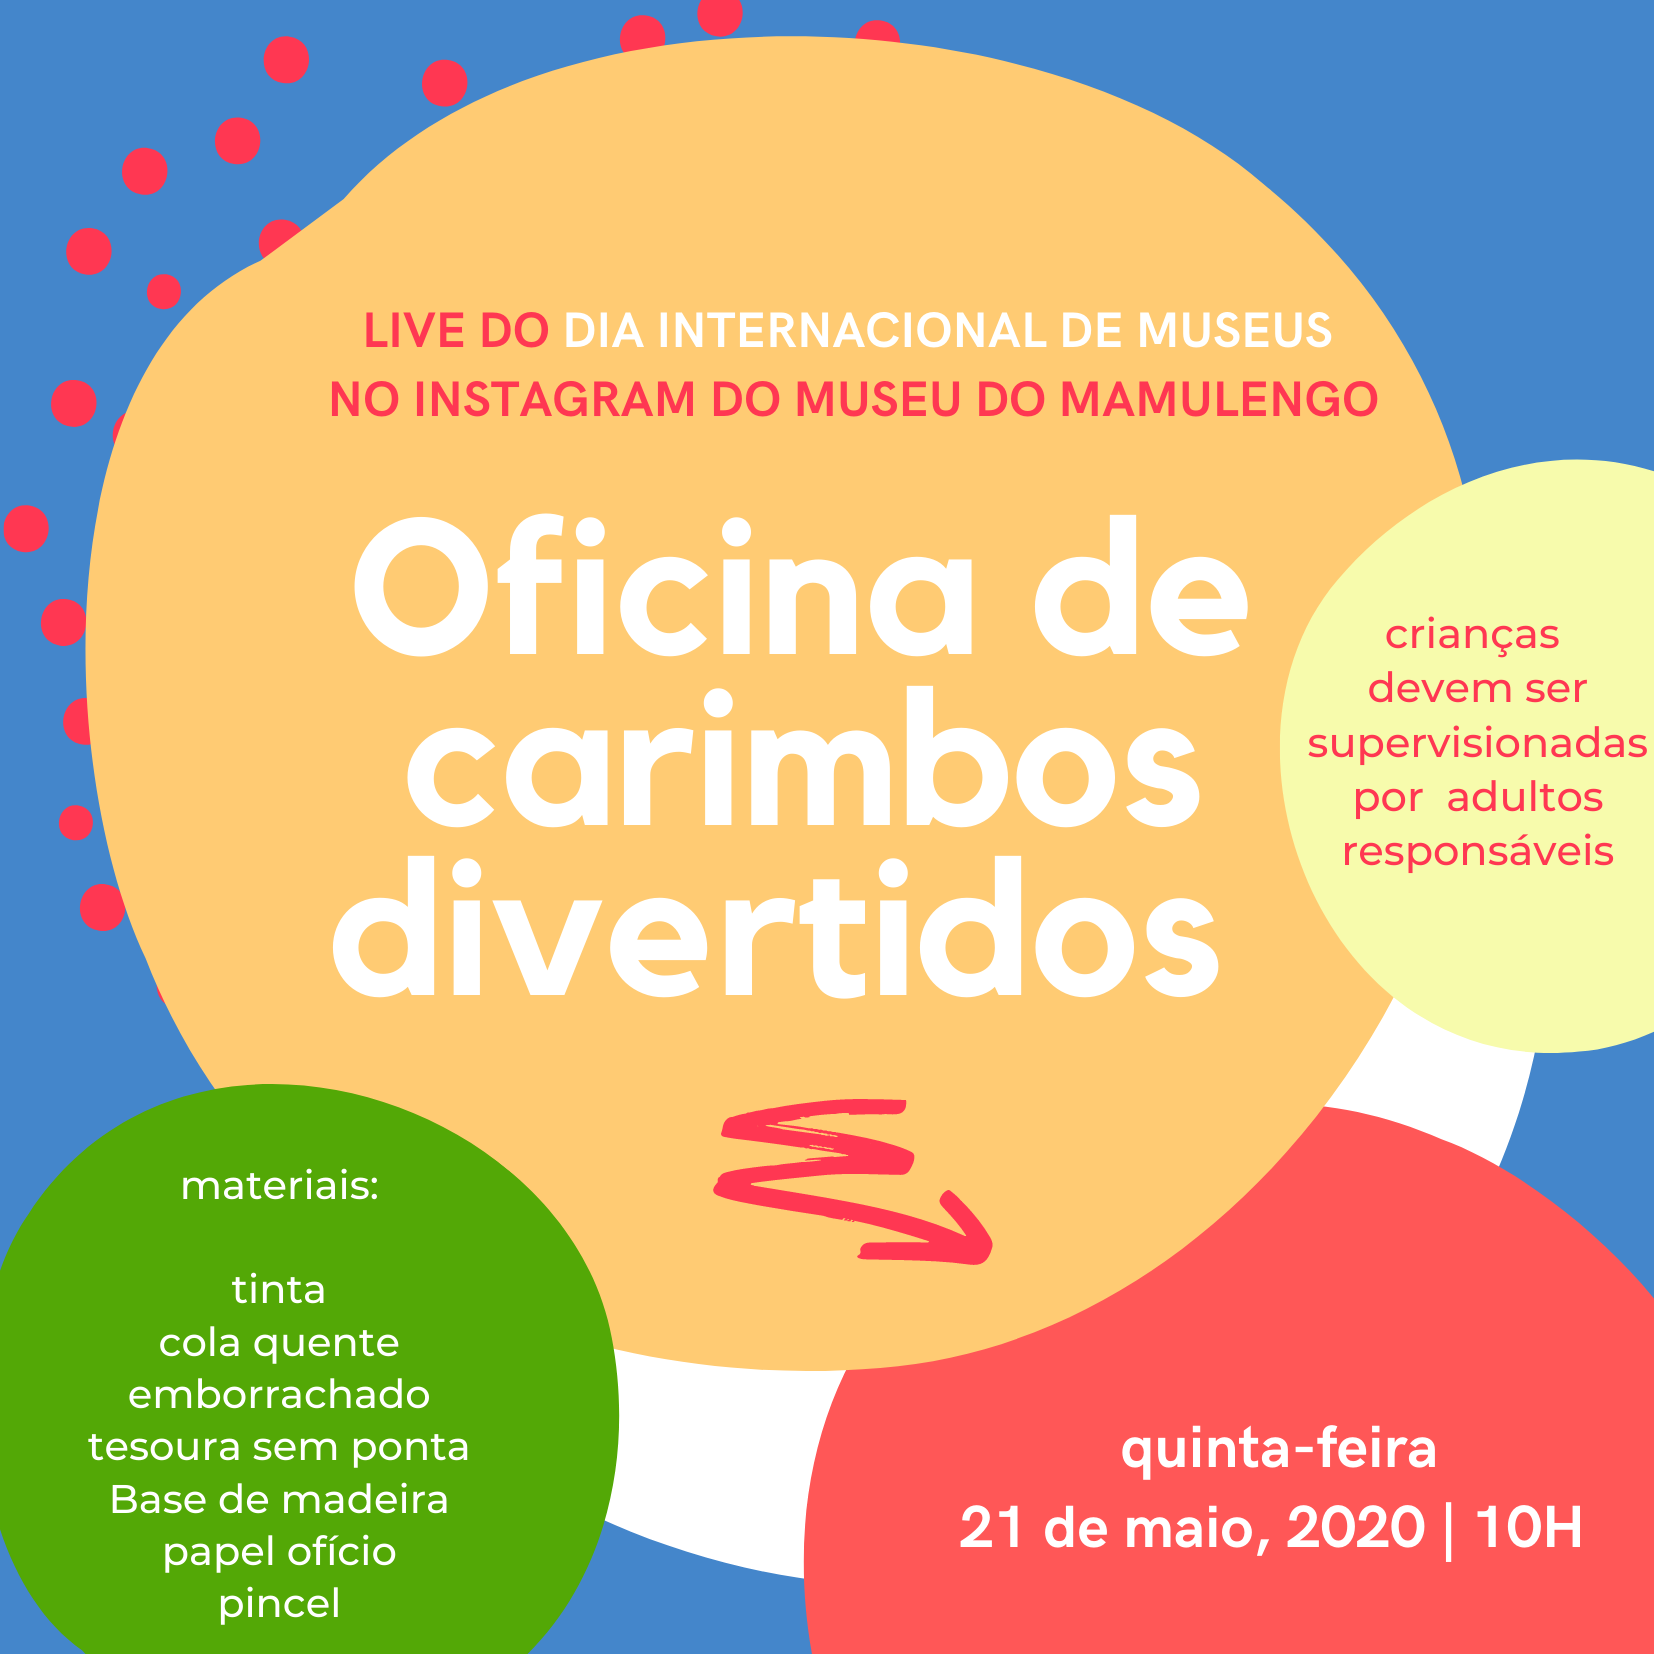 LIVE DO DIA INTERNACIONAL DE MUSEUS
NO INSTAGRAM DO MUSEU DO MAMULENGO
Oficina de
carimbos
divertidos
crianças
devem ser
supervisionadas
por adultos
responsáveis
materiais:
tinta
cola quente
emborrachado
tesoura sem ponta
Base de madeira
papel ofício
pincel
quinta-feira
21 de maio, 2020 | 10H